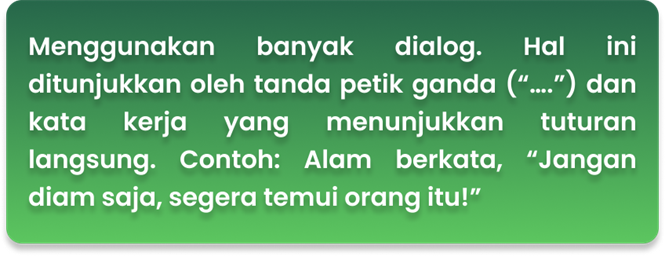 Menggunakan banyak dialog. Hal ini
ditunjukkan oleh tanda petik ganda (“….”) dan
kata kerja yang menunjukkan tuturan
langsung. Contoh: Alam berkata, “Jangan
diam saja, segera temui orang itu!”